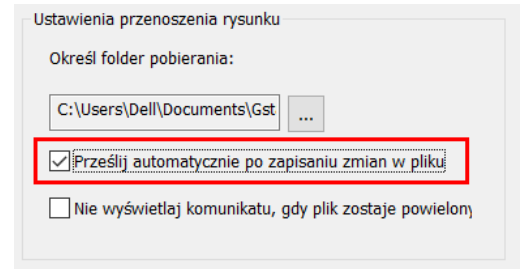 Ustawienia przenoszenia rysunku
Określ folder pobierania:
C:\Users\Dell\Documents\Gst
...
Prześlij automatycznie po zapisaniu zmian w pliku
Nie wyświetlaj komunikatu, gdy plik zostaje powielony